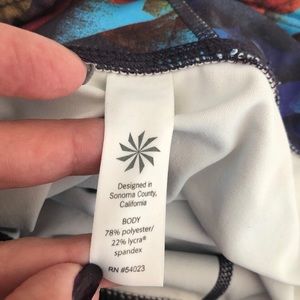 Designed in
Sonoma County,
California
BODY
78% polyester/
22% lycra®
spandex
RN #54023